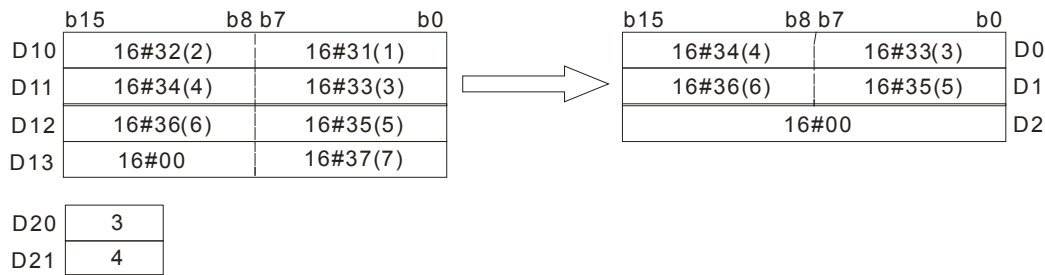 b15 b8 b7 b0 b15 b8 b7 b0
D10 16#32(2) 16#31(1) 16#34(4) 16#33(3) D0
D11 16#34(4) 16#33(3) 16#36(6) 16#35(5) D1
D12 16#36(6) 16#35(5) 16#00 D2
D13 16#00 16#37(7)
D20 3
D21 4